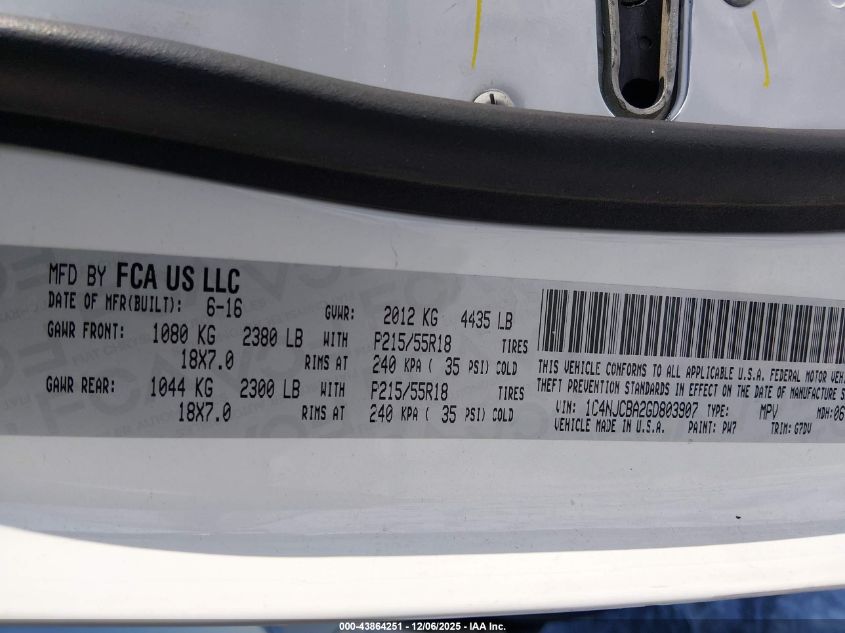 MFD BY FCA US LLC
DATE OF MFR(BUILT): 6-16 GVWR: 2012 KG 4435 LB
GAWR FRONT: 1080 KG 2380 LB WITH P215/55R18 TIRES
18X7.0 RIMS AT 240 KPA ( 35 PSI) COLD
GAWR REAR: 1044 KG 2300 LB WITH P215/55R18 TIRES
18X7.0 RIMS AT 240 KPA ( 35 PSI) COLD
THIS VEHICLE CONFORMS TO ALL APPLICABLE U.S.A. FEDERAL MOTOR VEHI
THEFT PREVENTION STANDARDS IN EFFECT ON THE DATE OF MANUFACTURE S
VIN: 1C4NJCBA2GD803907 TYPE: MPV MDH:06
VEHICLE MADE IN U.S.A. PAINT: PW7 TRIM: G7DV
000-43864251 - 12/06/2025 - IAA Inc.